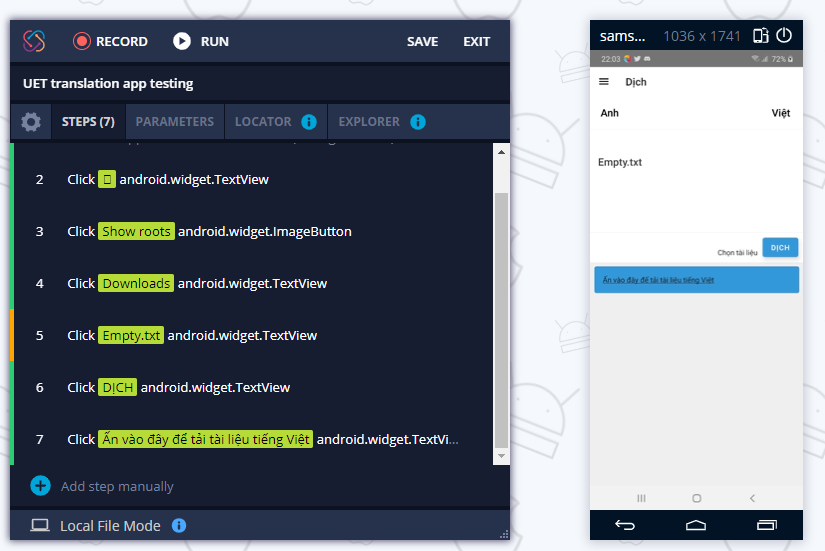 RECORD
RUN
SAVE
EXIT
UET translation app testing
STEPS (7)
PARAMETERS
LOCATOR
EXPLORER
2 Click android.widget.TextView
3 Click Show roots android.widget.ImageButton
4 Click Downloads android.widget.TextView
5 Click Empty.txt android.widget.TextView
6 Click DỊCH android.widget.TextView
7 Click Ấn vào đây để tải tài liệu tiếng Việt android.widget.TextVi...
Add step manually
Local File Mode
sams... 1036 x 1741
22:03 72%
Dịch
Anh Việt
Empty.txt
Chọn tài liệu DỊCH
Ấn vào đây để tải tài liệu tiếng Việt